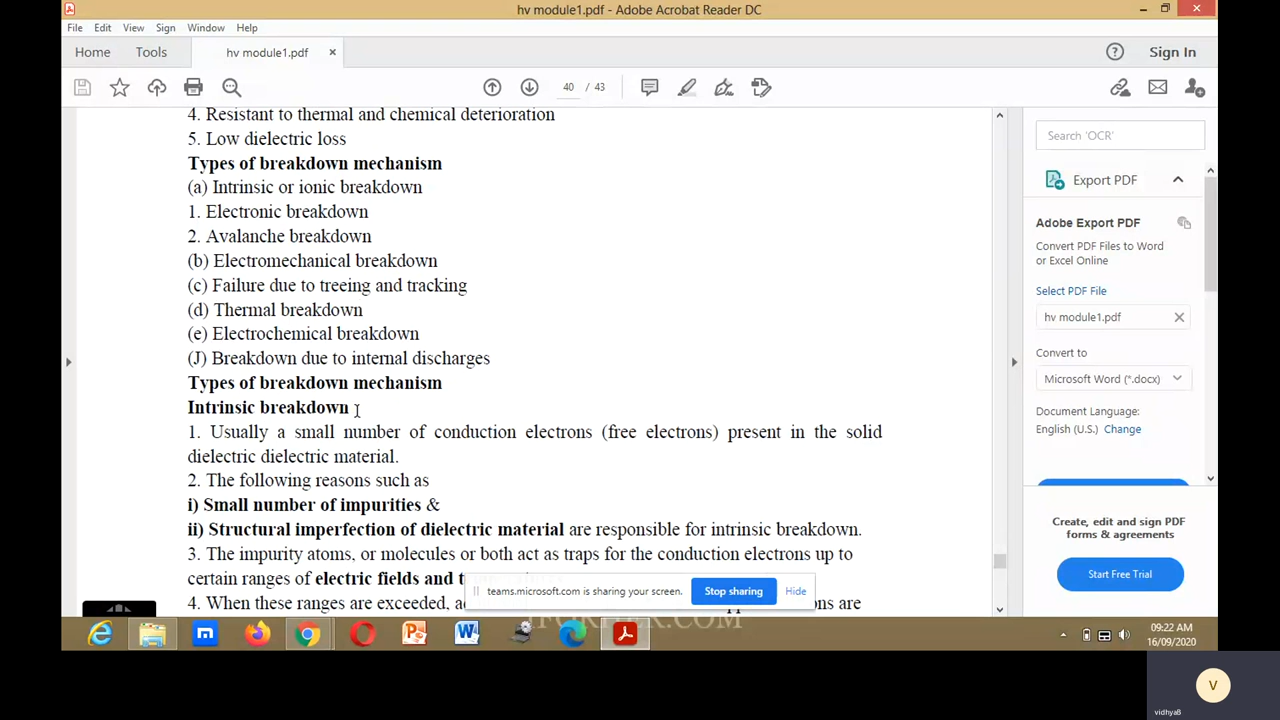 hv module1.pdf - Adobe Acrobat Reader DC
File Edit View Sign Window Help
Home Tools hv module1.pdf × Sign In
40 / 43
4. Resistant to thermal and chemical deterioration
5. Low dielectric loss
Types of breakdown mechanism
(a) Intrinsic or ionic breakdown
1. Electronic breakdown
2. Avalanche breakdown
(b) Electromechanical breakdown
(c) Failure due to treeing and tracking
(d) Thermal breakdown
(e) Electrochemical breakdown
(J) Breakdown due to internal discharges
Types of breakdown mechanism
Intrinsic breakdown
1. Usually a small number of conduction electrons (free electrons) present in the solid
dielectric dielectric material.
2. The following reasons such as
i) Small number of impurities &
ii) Structural imperfection of dielectric material are responsible for intrinsic breakdown.
3. The impurity atoms, or molecules or both act as traps for the conduction electrons up to
certain ranges of electric fields and
4. When these ranges are exceeded, are
teams.microsoft.com is sharing your screen. Stop sharing Hide
Search 'OCR'
Export PDF
Adobe Export PDF
Convert PDF Files to Word
or Excel Online
Select PDF File
hv module1.pdf
Convert to
Microsoft Word (*.docx)
Document Language:
English (U.S.) Change
Create, edit and sign PDF
forms & agreements
Start Free Trial
09:22 AM
16/09/2020
V
vidhyaB